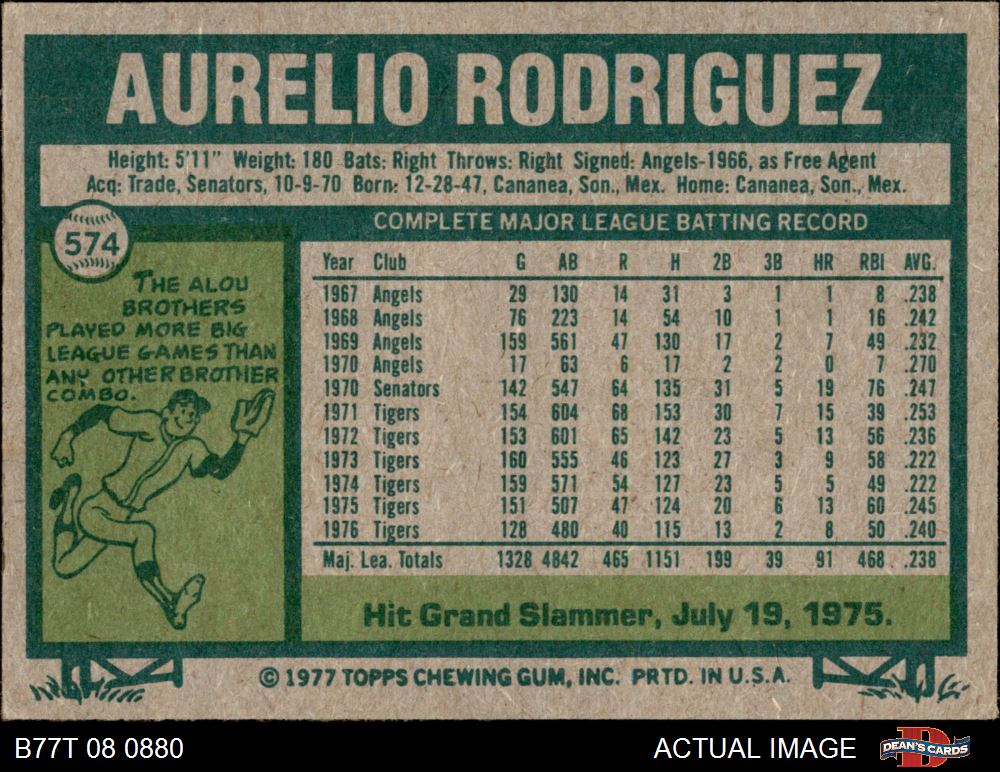 AURELIO RODRIGUEZ
Height: 5'11" Weight: 180 Bats: Right Throws: Right Signed: Angels-1966, as Free Agent
Acq: Trade, Senators, 10-9-70 Born: 12-28-47, Cananea, Son., Mex. Home: Cananea, Son., Mex.
574
THE ALOU
BROTHERS
PLAYED MORE BIG
LEAGUE GAMES THAN
ANY OTHER BROTHER
COMBO.
COMPLETE MAJOR LEAGUE BATTING RECORD
Year Club G AB R H 2B 3B HR RBI AVG.
1967 Angels 29 130 14 31 3 1 1 8 .238
1968 Angels 76 223 14 54 10 1 1 16 .242
1969 Angels 159 561 47 130 17 2 7 49 .232
1970 Angels 17 63 6 17 2 2 0 7 .270
1970 Senators 142 547 64 135 31 5 19 76 .247
1971 Tigers 154 604 68 153 30 7 15 39 .253
1972 Tigers 153 601 65 142 23 5 13 56 .236
1973 Tigers 160 555 46 123 27 3 9 58 .222
1974 Tigers 159 571 54 127 23 5 5 49 .222
1975 Tigers 151 507 47 124 20 6 13 60 .245
1976 Tigers 128 480 40 115 13 2 8 50 .240
Maj. Lea. Totals 1328 4842 465 1151 199 39 91 468 .238
Hit Grand Slammer, July 19, 1975.
© 1977 TOPPS CHEWING GUM, INC. PRTD. IN U.S.A.
B77T 08 0880 ACTUAL IMAGE DEAN'S CARDS